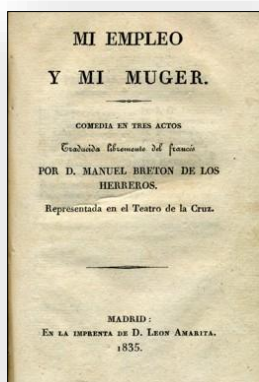 MI EMPLEO
Y MI MUGER.
COMEDIA EN TRES ACTOS
Traducida libremente del francés
POR D. MANUEL BRETON DE LOS
HERREROS.
Representada en el Teatro de la Cruz.
MADRID:
EN LA IMPRENTA DE D. LEON AMARITA.
1835.